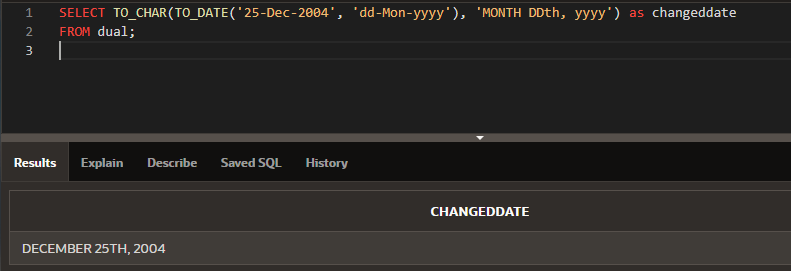 1 SELECT TO_CHAR(TO_DATE('25-Dec-2004', 'dd-Mon-yyyy'), 'MONTH DDth, yyyy') as changeddate
2 FROM dual;
3
Results Explain Describe Saved SQL History
CHANGEDDATE
DECEMBER 25TH, 2004